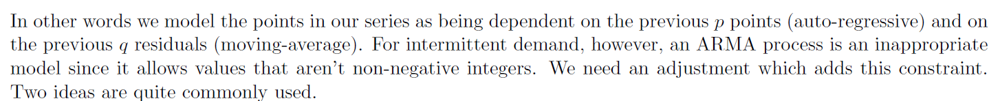 In other words we model the points in our series as being dependent on the previous p points (auto-regressive) and on
the previous q residuals (moving-average). For intermittent demand, however, an ARMA process is an inappropriate
model since it allows values that aren't non-negative integers. We need an adjustment which adds this constraint.
Two ideas are quite commonly used.